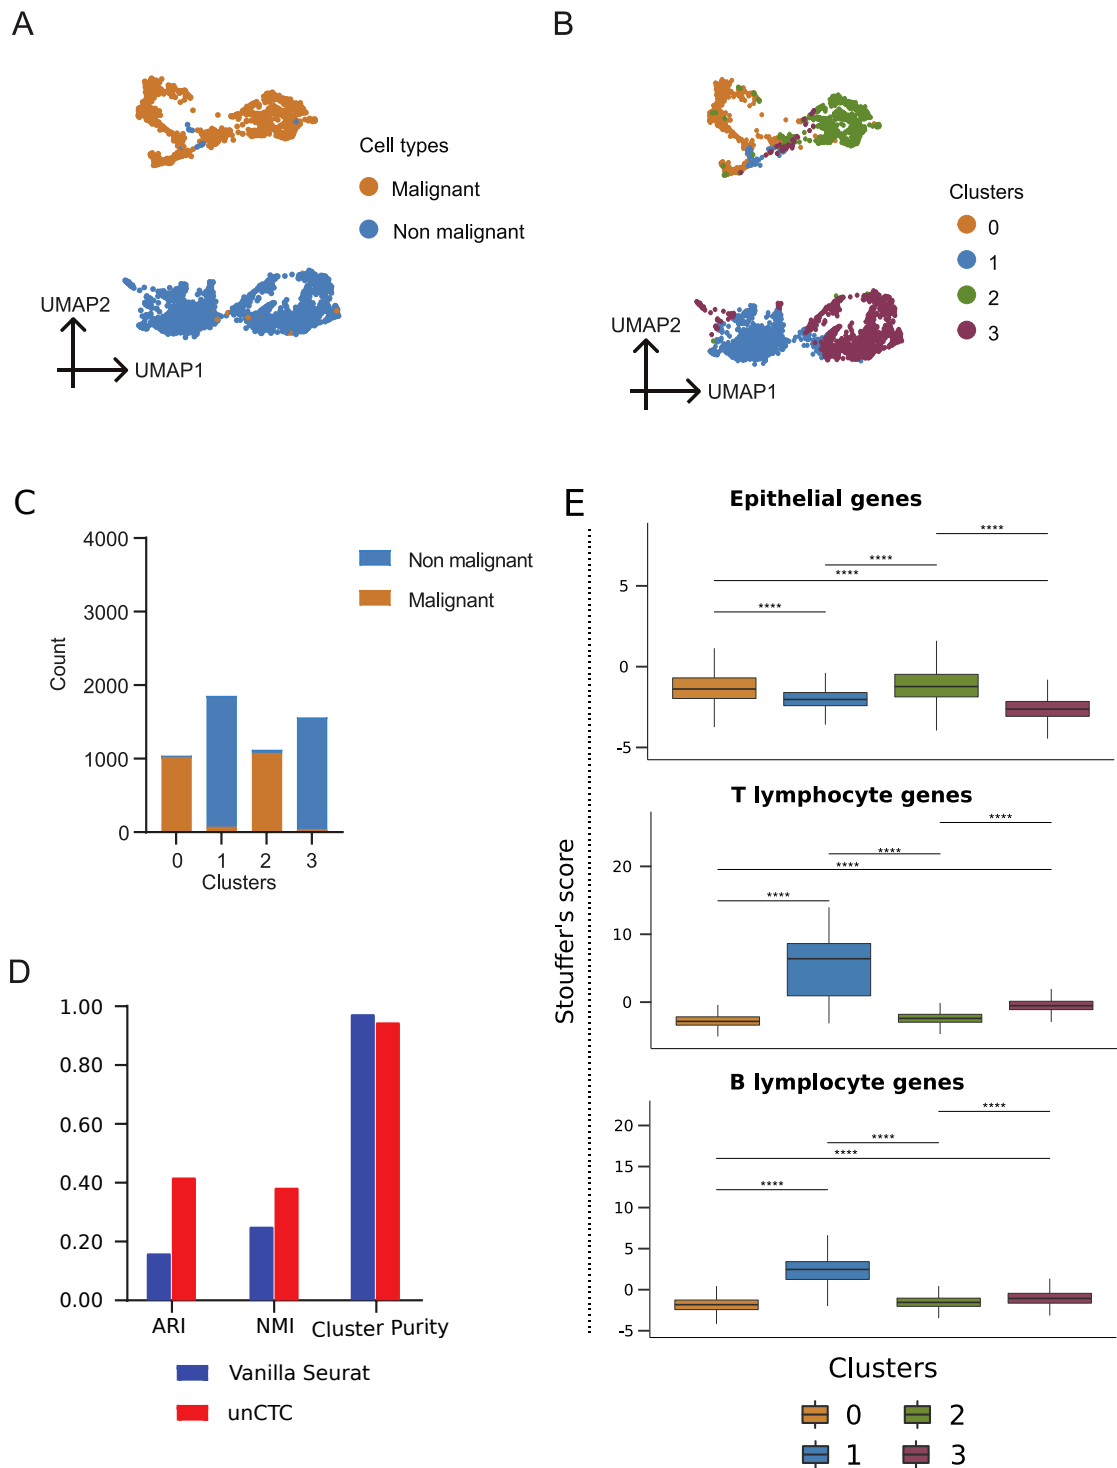 A
B
Cell types
Malignant
Non malignant
UMAP2
UMAP1
Clusters
0
1
2
3
UMAP2
UMAP1
C
4000
3000
2000
1000
0
Count
0 1 2 3
Clusters
Non malignant
Malignant
D
1.00
0.80
0.60
0.40
0.20
0.00
ARI NMI Cluster Purity
Vanilla Seurat
unCTC
E
Stouffer's score
Epithelial genes
****
****
****
****
5
0
-5
T lymphocyte genes
****
****
****
****
20
10
0
B lymplocyte genes
****
****
****
****
20
15
10
5
0
-5
Clusters
0 2
1 3